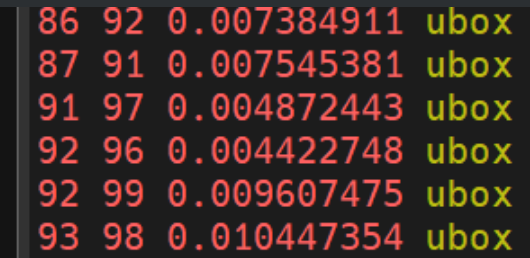 86 92 0.007384911 ubox
87 91 0.007545381 ubox
91 97 0.004872443 ubox
92 96 0.004422748 ubox
92 99 0.009607475 ubox
93 98 0.010447354 ubox